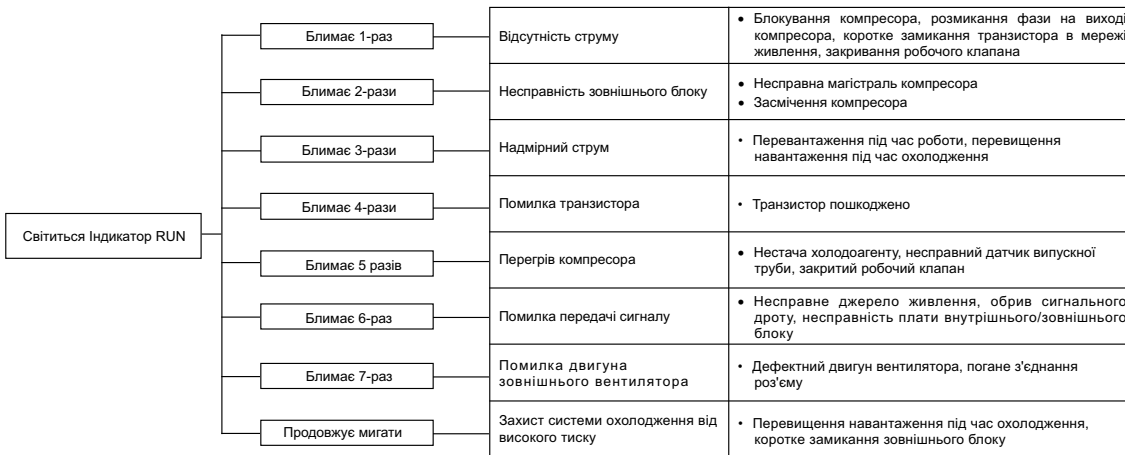 Світиться Індикатор RUN
Блимає 1-раз
Відсутність струму
• Блокування компресора, розмикання фази на виході
компресора, коротке замикання транзистора в мережі
живлення, закривання робочого клапана
Блимає 2-рази
Несправність зовнішнього блоку
• Несправна магістраль компресора
• Засмічення компресора
Блимає 3-рази
Надмірний струм
• Перевантаження під час роботи, перевищення
навантаження під час охолодження
Блимає 4-рази
Помилка транзистора
• Транзистор пошкоджено
Блимає 5 разів
Перегрів компресора
• Нестача холодоагенту, несправний датчик випускної
труби, закритий робочий клапан
Блимає 6-раз
Помилка передачі сигналу
• Несправне джерело живлення, обрив сигнального
дроту, несправність плати внутрішнього/зовнішнього
блоку
Блимає 7-раз
Помилка двигуна
зовнішнього вентилятора
• Дефектний двигун вентилятора, погане з'єднання
роз'єму
Продовжує мигати
Захист системи охолодження від
високого тиску
• Перевищення навантаження під час охолодження,
коротке замикання зовнішнього блоку